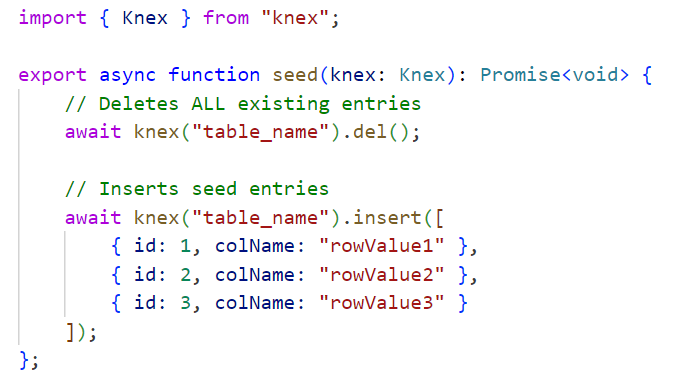 import { Knex } from "knex";
export async function seed(knex: Knex): Promise<void> {
// Deletes ALL existing entries
await knex("table_name").del();
// Inserts seed entries
await knex("table_name").insert([
{ id: 1, colName: "rowValue1" },
{ id: 2, colName: "rowValue2" },
{ id: 3, colName: "rowValue3" }
]);
};